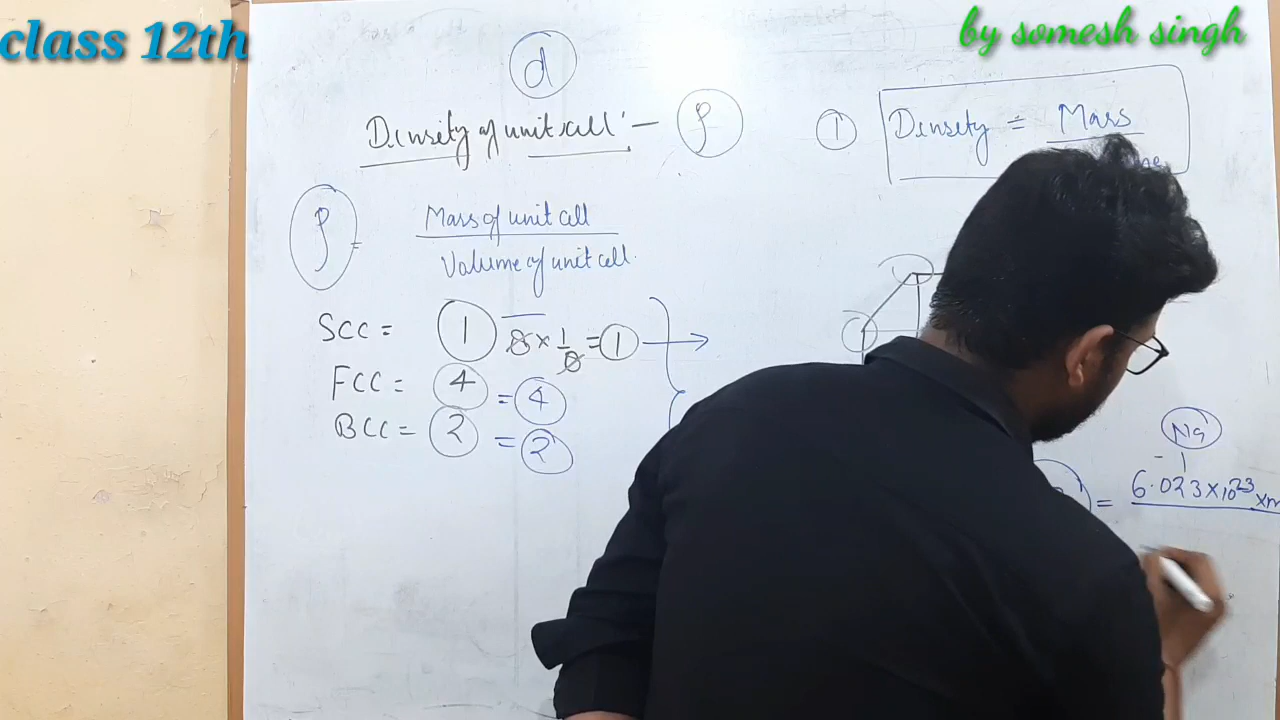 class 12th
by somesh singh
d
Density of unit cell :- ρ
① Density = Mass
ρ = Mass of unit cell
Volume of unit cell.
SCC = 1 8 × 1/8 = 1
FCC = 4 = 4
BCC = 2 = 2
NA
= 6.023×10²³ ×m